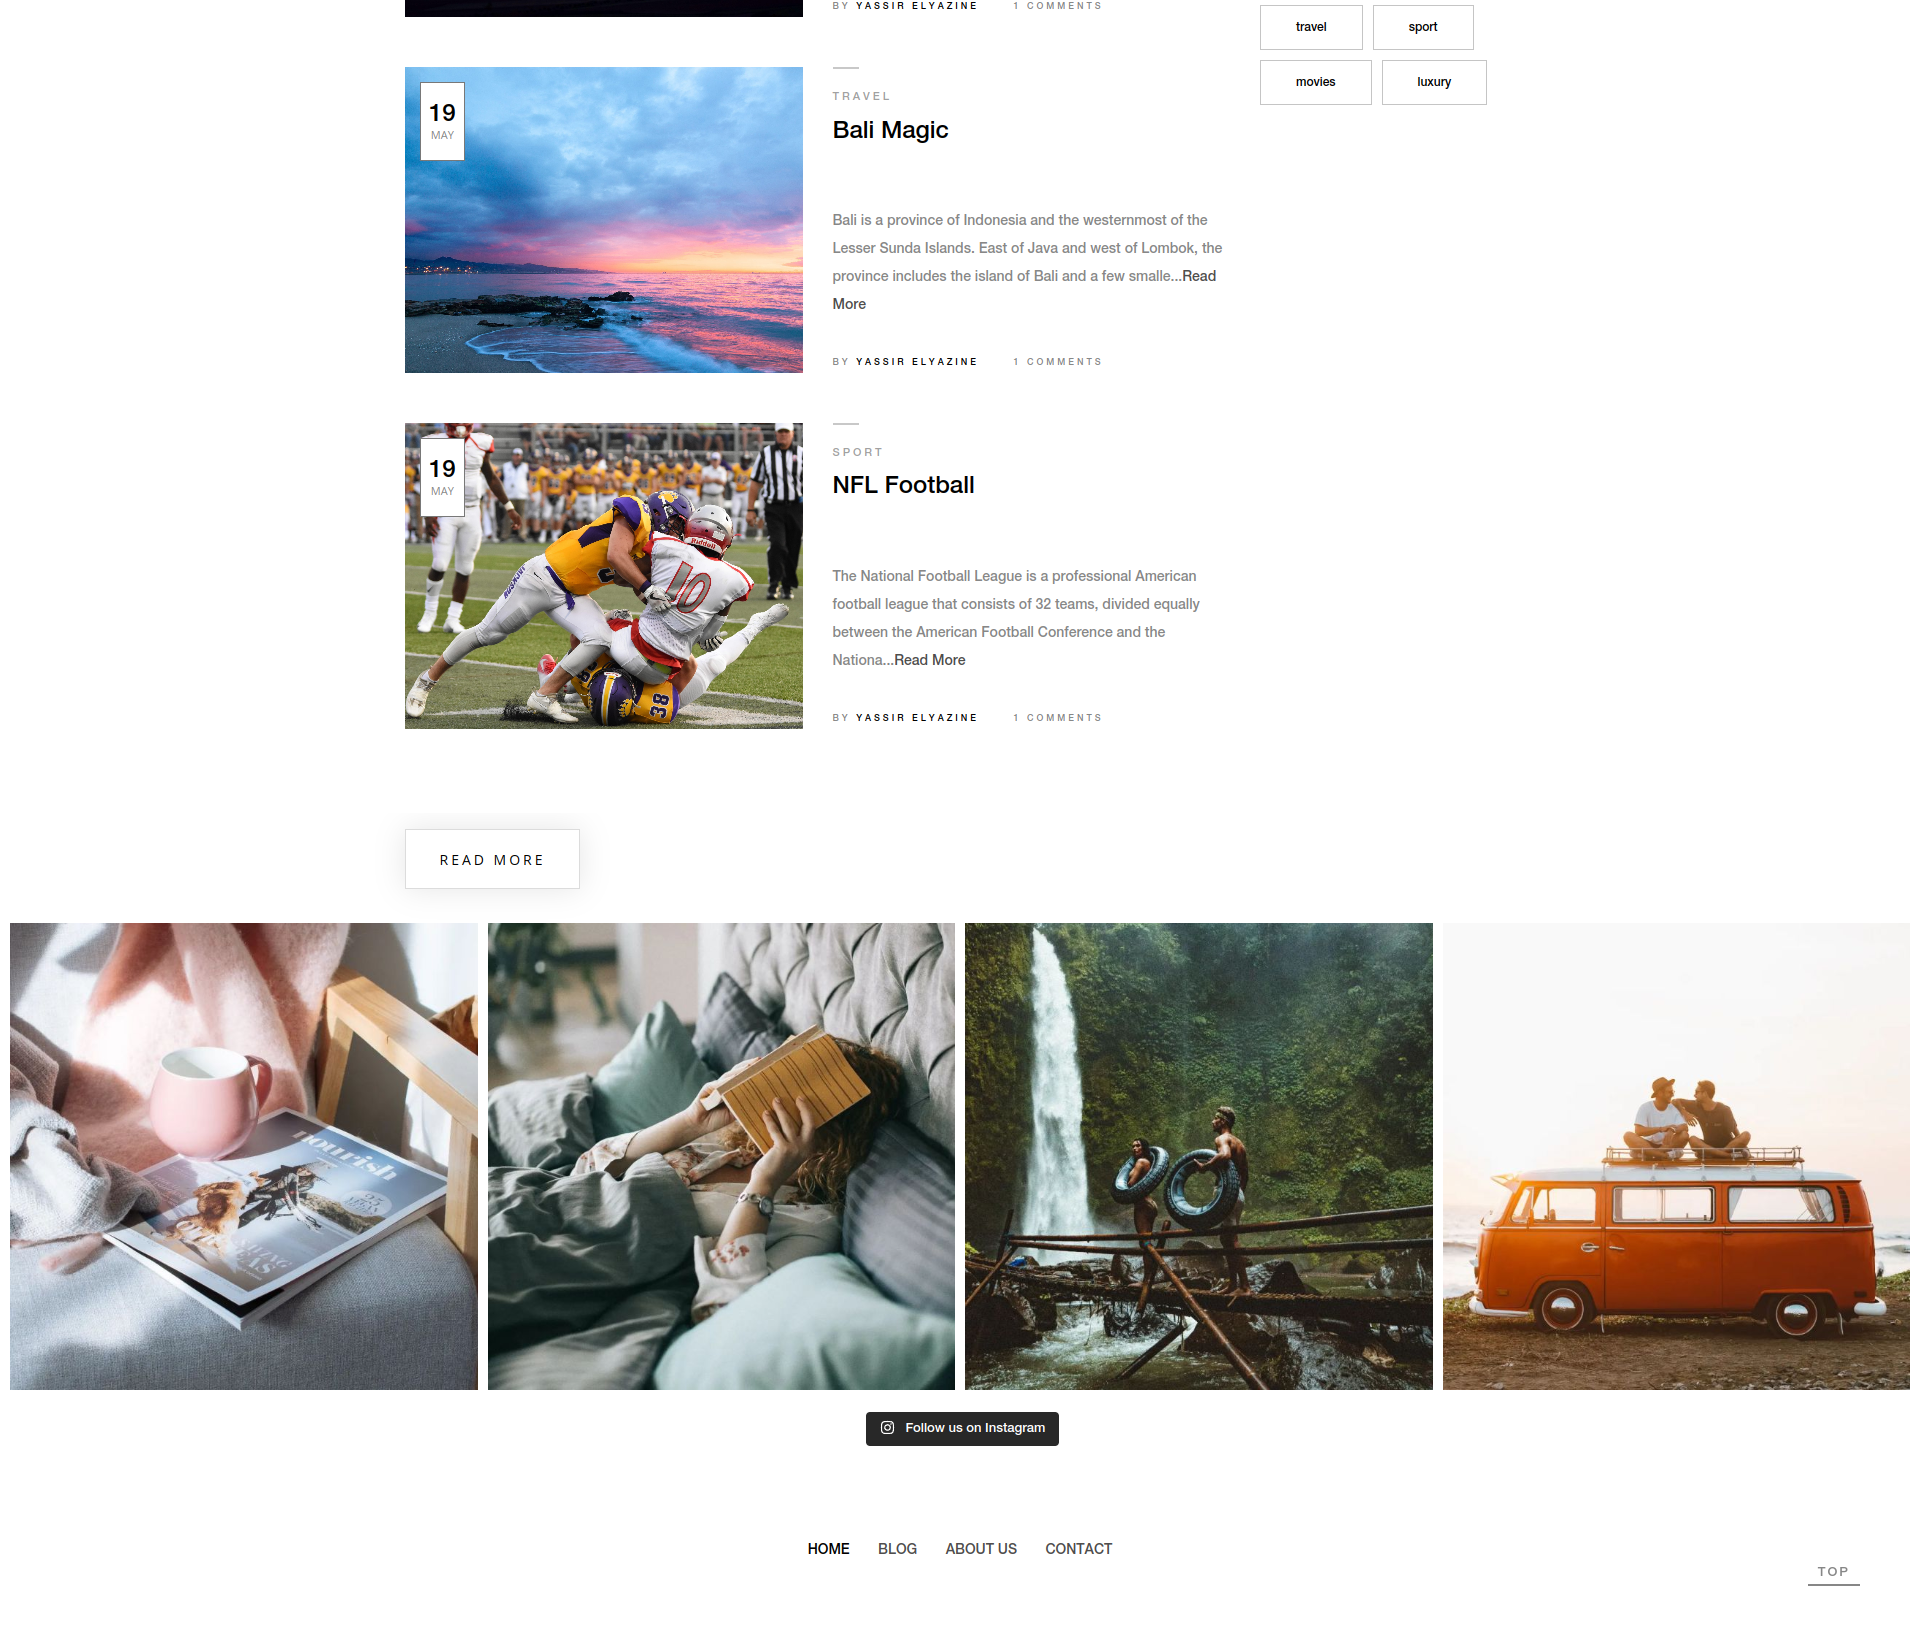 BY YASSIR ELYAZINE 1 COMMENTS
travel sport
movies luxury
19
MAY
TRAVEL
Bali Magic
Bali is a province of Indonesia and the westernmost of the
Lesser Sunda Islands. East of Java and west of Lombok, the
province includes the island of Bali and a few smalle...Read
More
BY YASSIR ELYAZINE 1 COMMENTS
19
MAY
Riddell
10
38
SPORT
NFL Football
The National Football League is a professional American
football league that consists of 32 teams, divided equally
between the American Football Conference and the
Nationa...Read More
BY YASSIR ELYAZINE 1 COMMENTS
READ MORE
nourish
Follow us on Instagram
HOME BLOG ABOUT US CONTACT
TOP